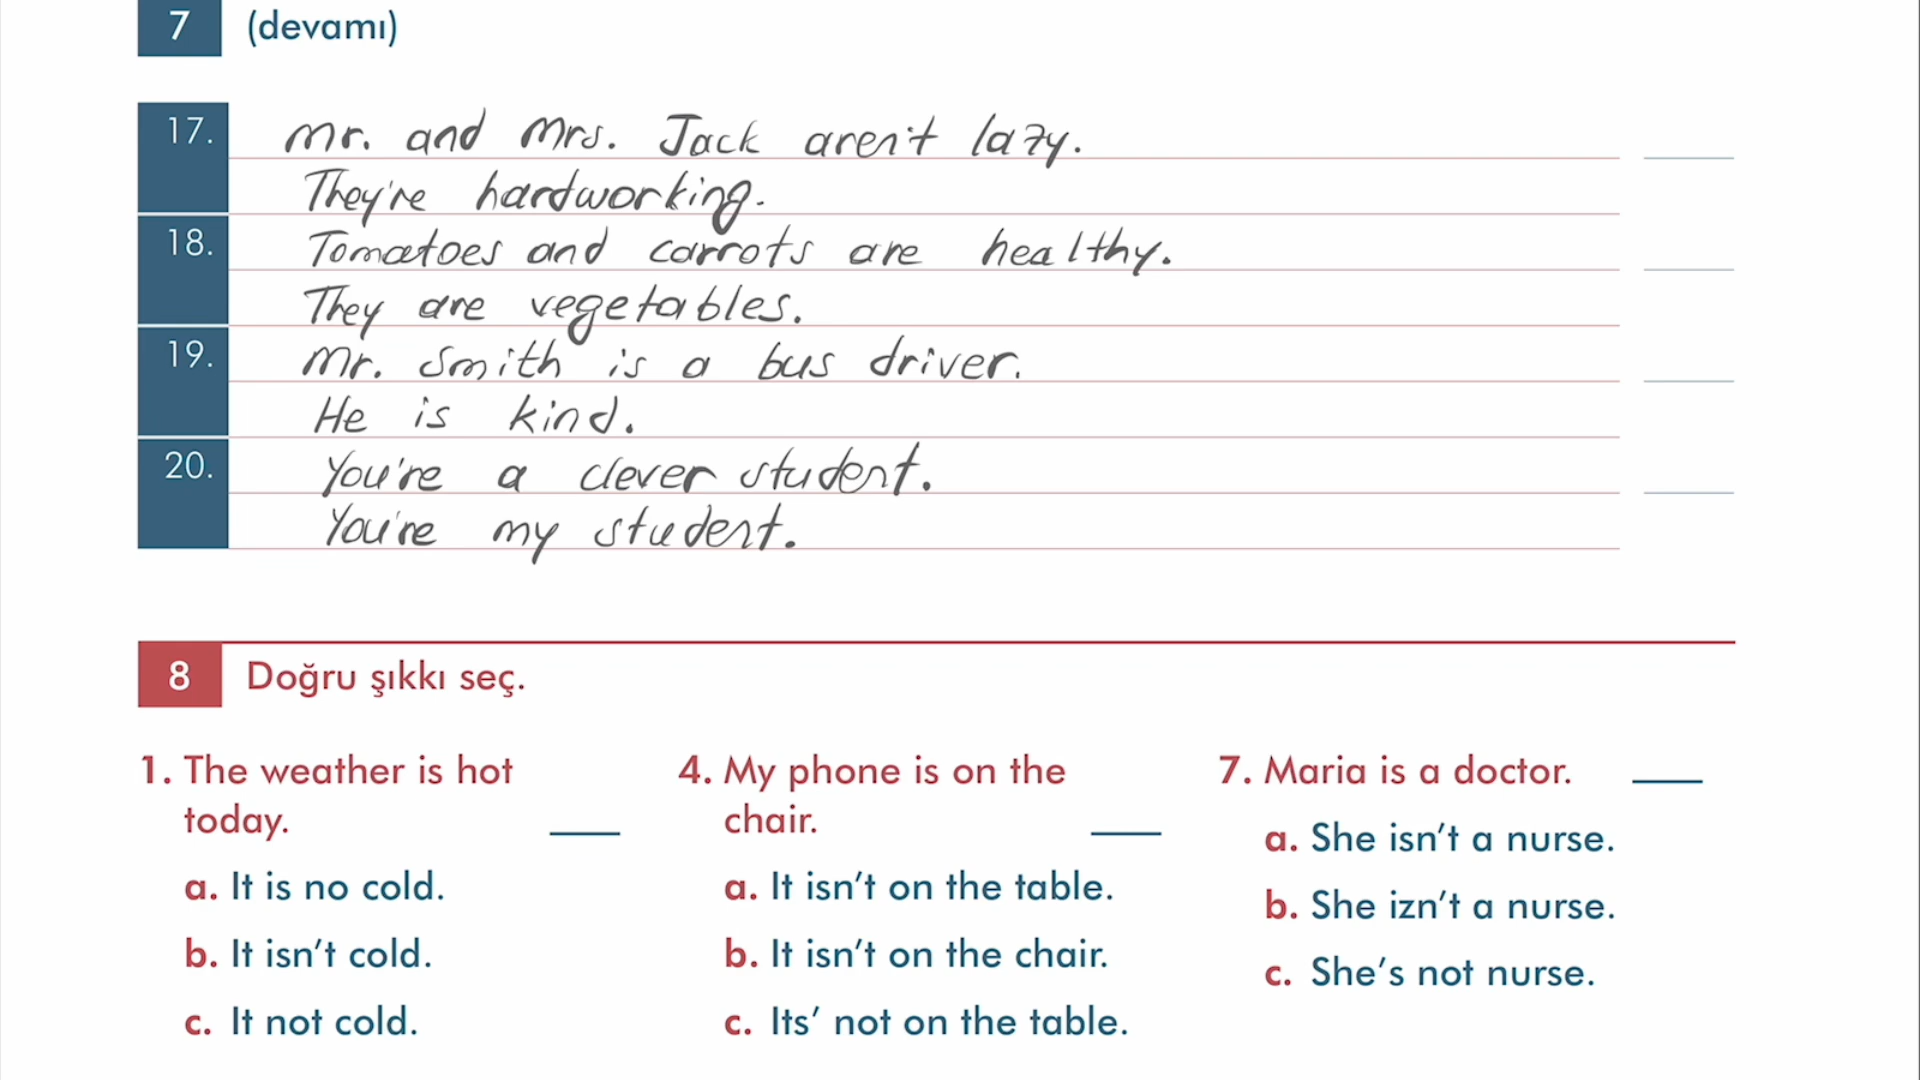 7 (devamı)
17. Mr. and Mrs. Jack aren't lazy.
They're hardworking.
18. Tomatoes and carrots are healthy.
They are vegetables.
19. Mr. Smith is a bus driver.
He is kind.
20. You're a clever student.
You're my student.
8 Doğru şıkkı seç.
1. The weather is hot
today.
a. It is no cold.
b. It isn't cold.
c. It not cold.
4. My phone is on the
chair.
a. It isn't on the table.
b. It isn't on the chair.
c. Its' not on the table.
7. Maria is a doctor.
a. She isn't a nurse.
b. She izn't a nurse.
c. She's not nurse.